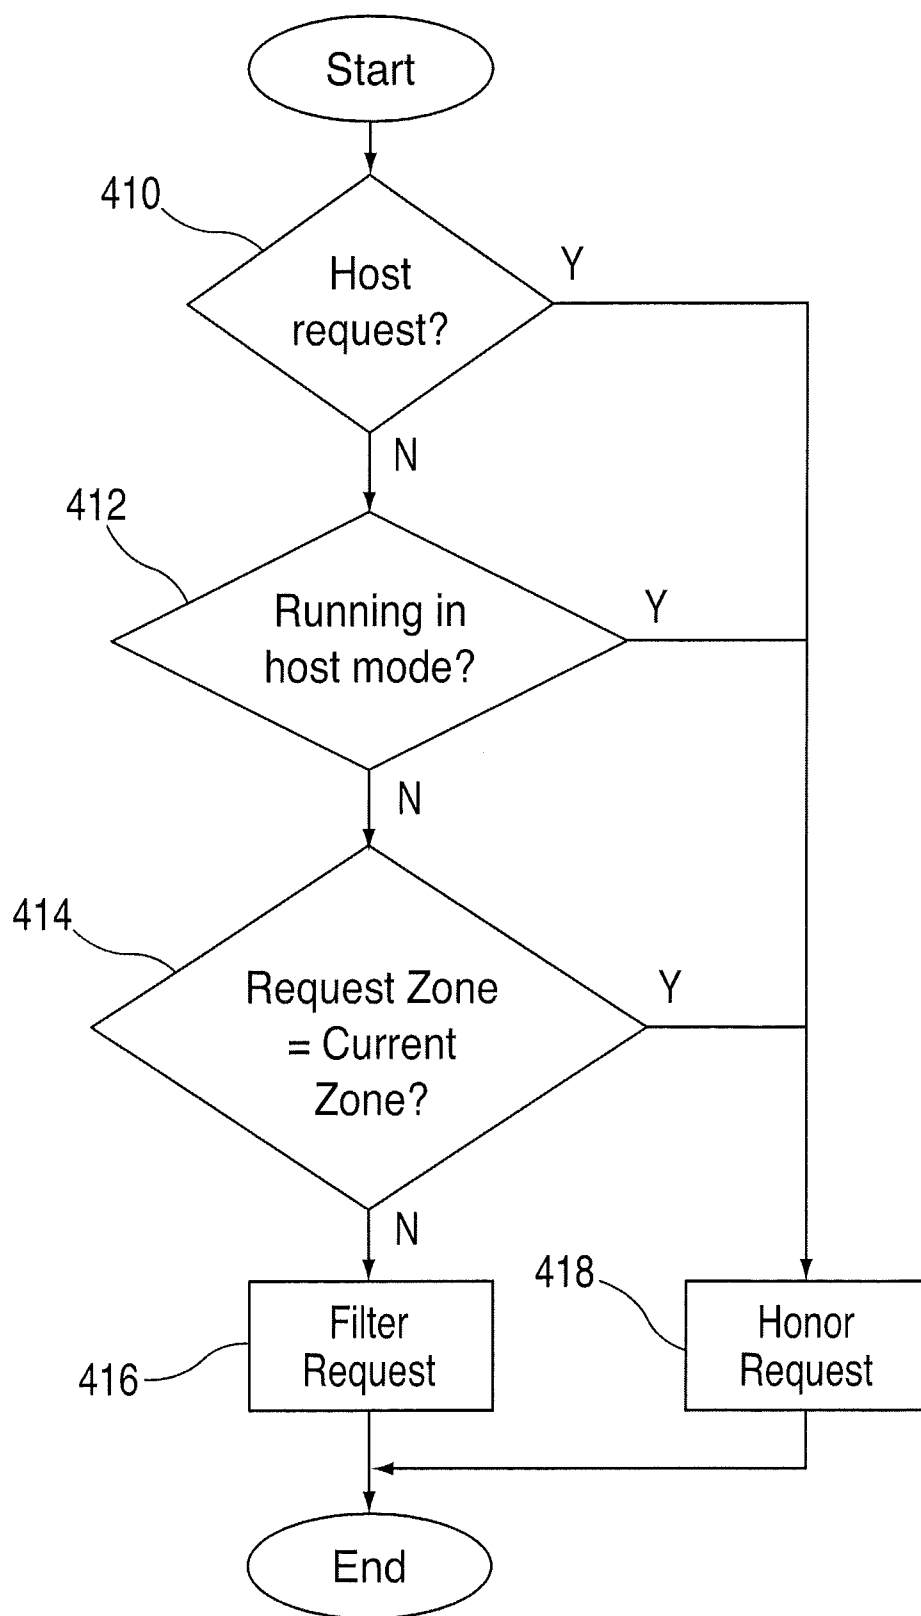 Start
410
Host
request?
Y
N
412
Running in
host mode?
Y
N
414
Request Zone
= Current
Zone?
Y
N
416
Filter
Request
418
Honor
Request
End